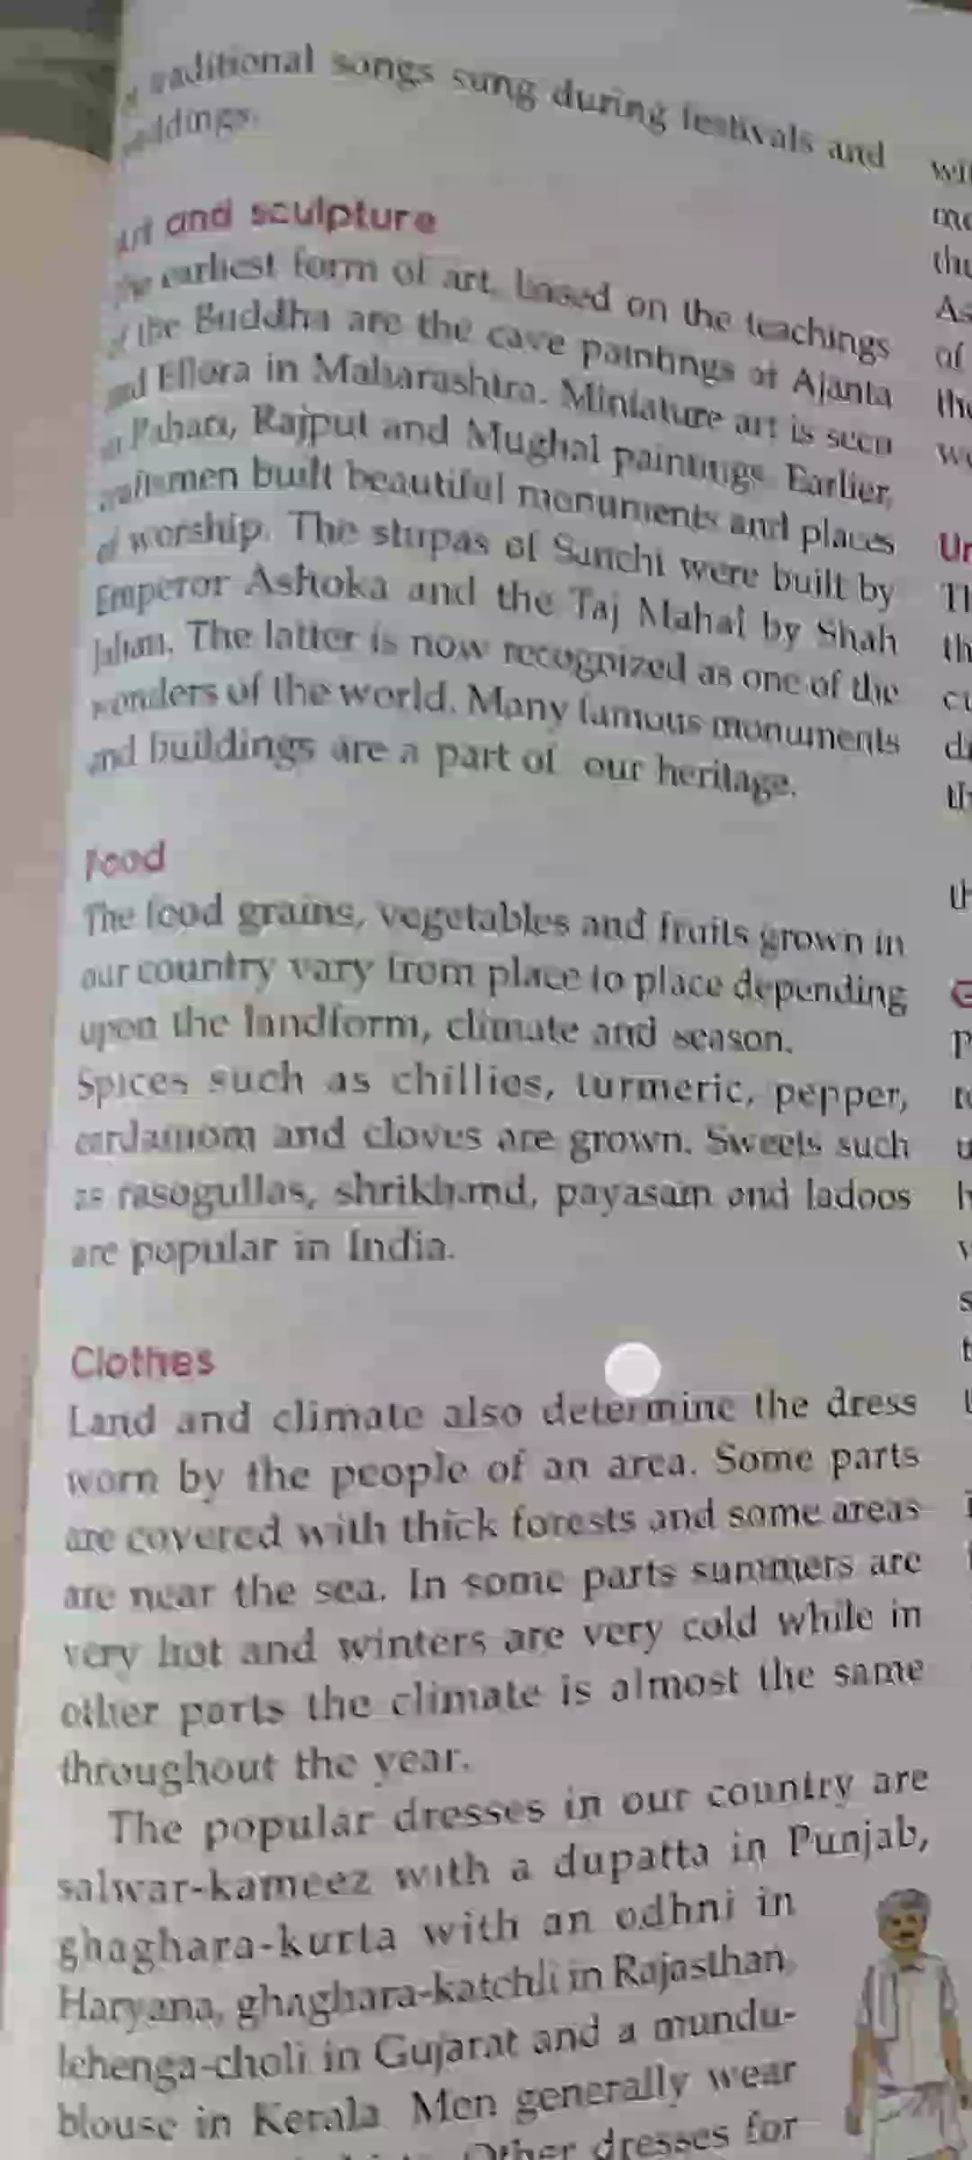 traditional songs sung during festivals and
weddings.
Art and sculpture
The earliest form of art, based on the teachings
of the Buddha are the cave paintings at Ajanta
and Ellora in Maharashtra. Miniature art is seen
in Pahari, Rajput and Mughal paintings. Earlier,
craftsmen built beautiful monuments and places
of worship. The stupas of Sanchi were built by
Emperor Ashoka and the Taj Mahal by Shah
Jahan. The latter is now recognized as one of the
wonders of the world. Many famous monuments
and buildings are a part of our heritage.
Food
The food grains, vegetables and fruits grown in
our country vary from place to place depending
upon the landform, climate and season.
Spices such as chillies, turmeric, pepper,
cardamom and cloves are grown. Sweets such
as rasogullas, shrikhand, payasam and ladoos
are popular in India.
Clothes
Land and climate also determine the dress
worn by the people of an area. Some parts
are covered with thick forests and some areas
are near the sea. In some parts summers are
very hot and winters are very cold while in
other parts the climate is almost the same
throughout the year.
The popular dresses in our country are
salwar-kameez with a dupatta in Punjab,
ghaghara-kurta with an odhni in
Haryana, ghaghara-katchli in Rajasthan,
lehenga-choli in Gujarat and a mundu-
blouse in Kerala. Men generally wear
Other dresses for